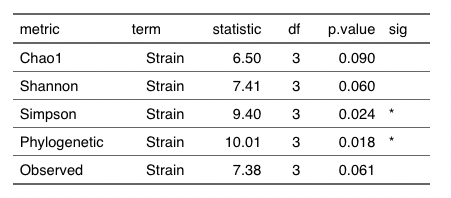 metric term statistic df p.value sig
Chao1 Strain 6.50 3 0.090
Shannon Strain 7.41 3 0.060
Simpson Strain 9.40 3 0.024 *
Phylogenetic Strain 10.01 3 0.018 *
Observed Strain 7.38 3 0.061